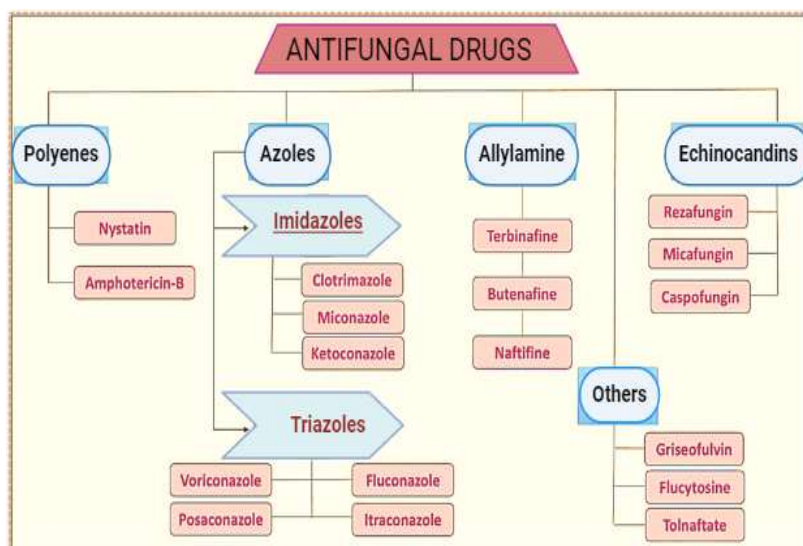 ANTIFUNGAL DRUGS
Polyenes
Nystatin
Amphotericin-B
Azoles
Imidazoles
Clotrimazole
Miconazole
Ketoconazole
Triazoles
Voriconazole
Fluconazole
Posaconazole
Itraconazole
Allylamine
Terbinafine
Butenafine
Naftifine
Others
Griseofulvin
Flucytosine
Tolnaftate
Echinocandins
Rezafungin
Micafungin
Caspofungin